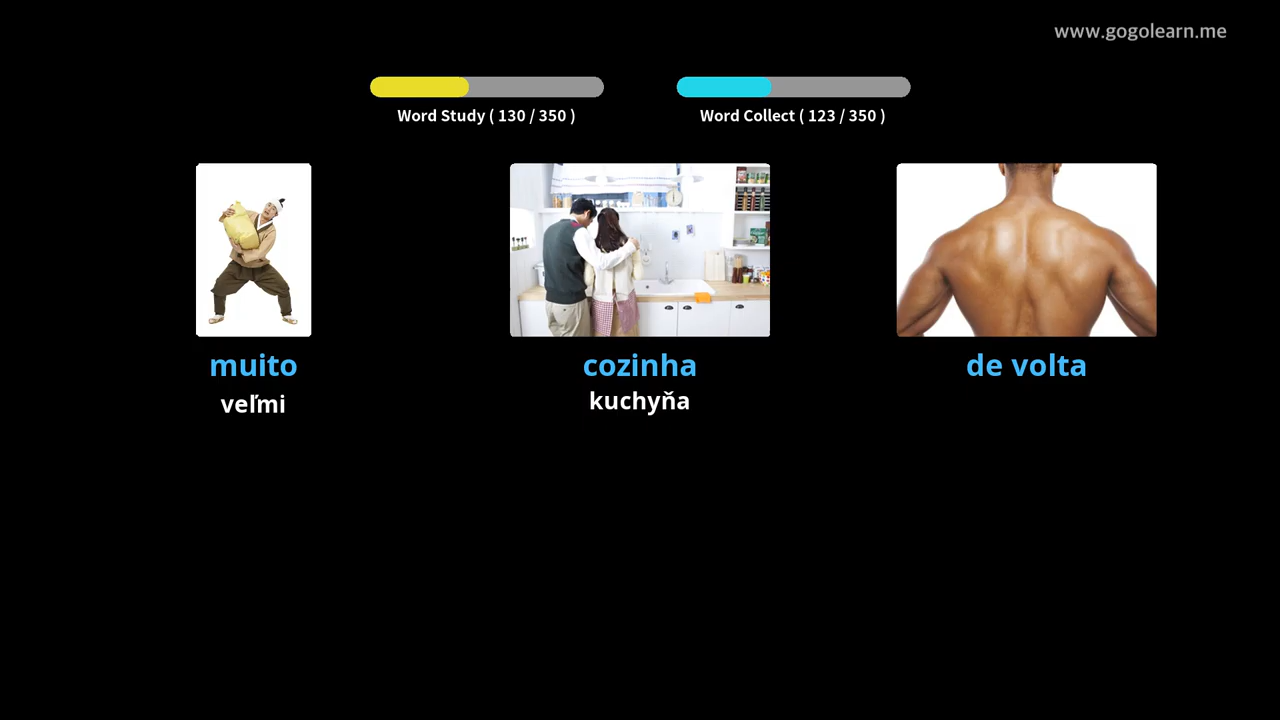 www.gogolearn.me
Word Study ( 130 / 350 )
Word Collect ( 123 / 350 )
muito
cozinha
de volta
veľmi
kuchyňa